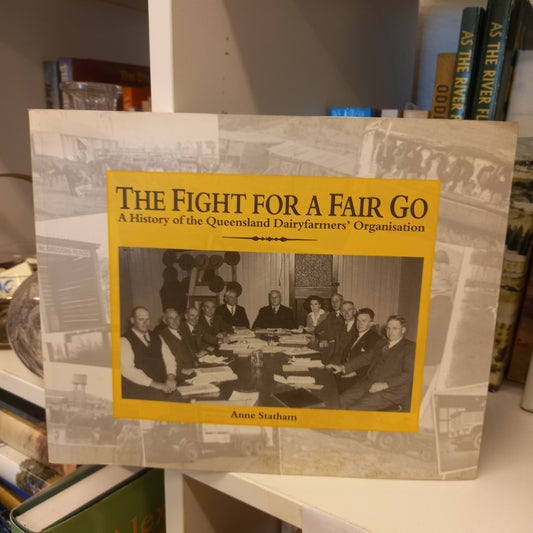 THE FIGHT FOR A FAIR GO
A History of the Queensland Dairyfarmers' Organisation
Anne Statham
AS THE RIVER
AS THE RIVER F
ODD